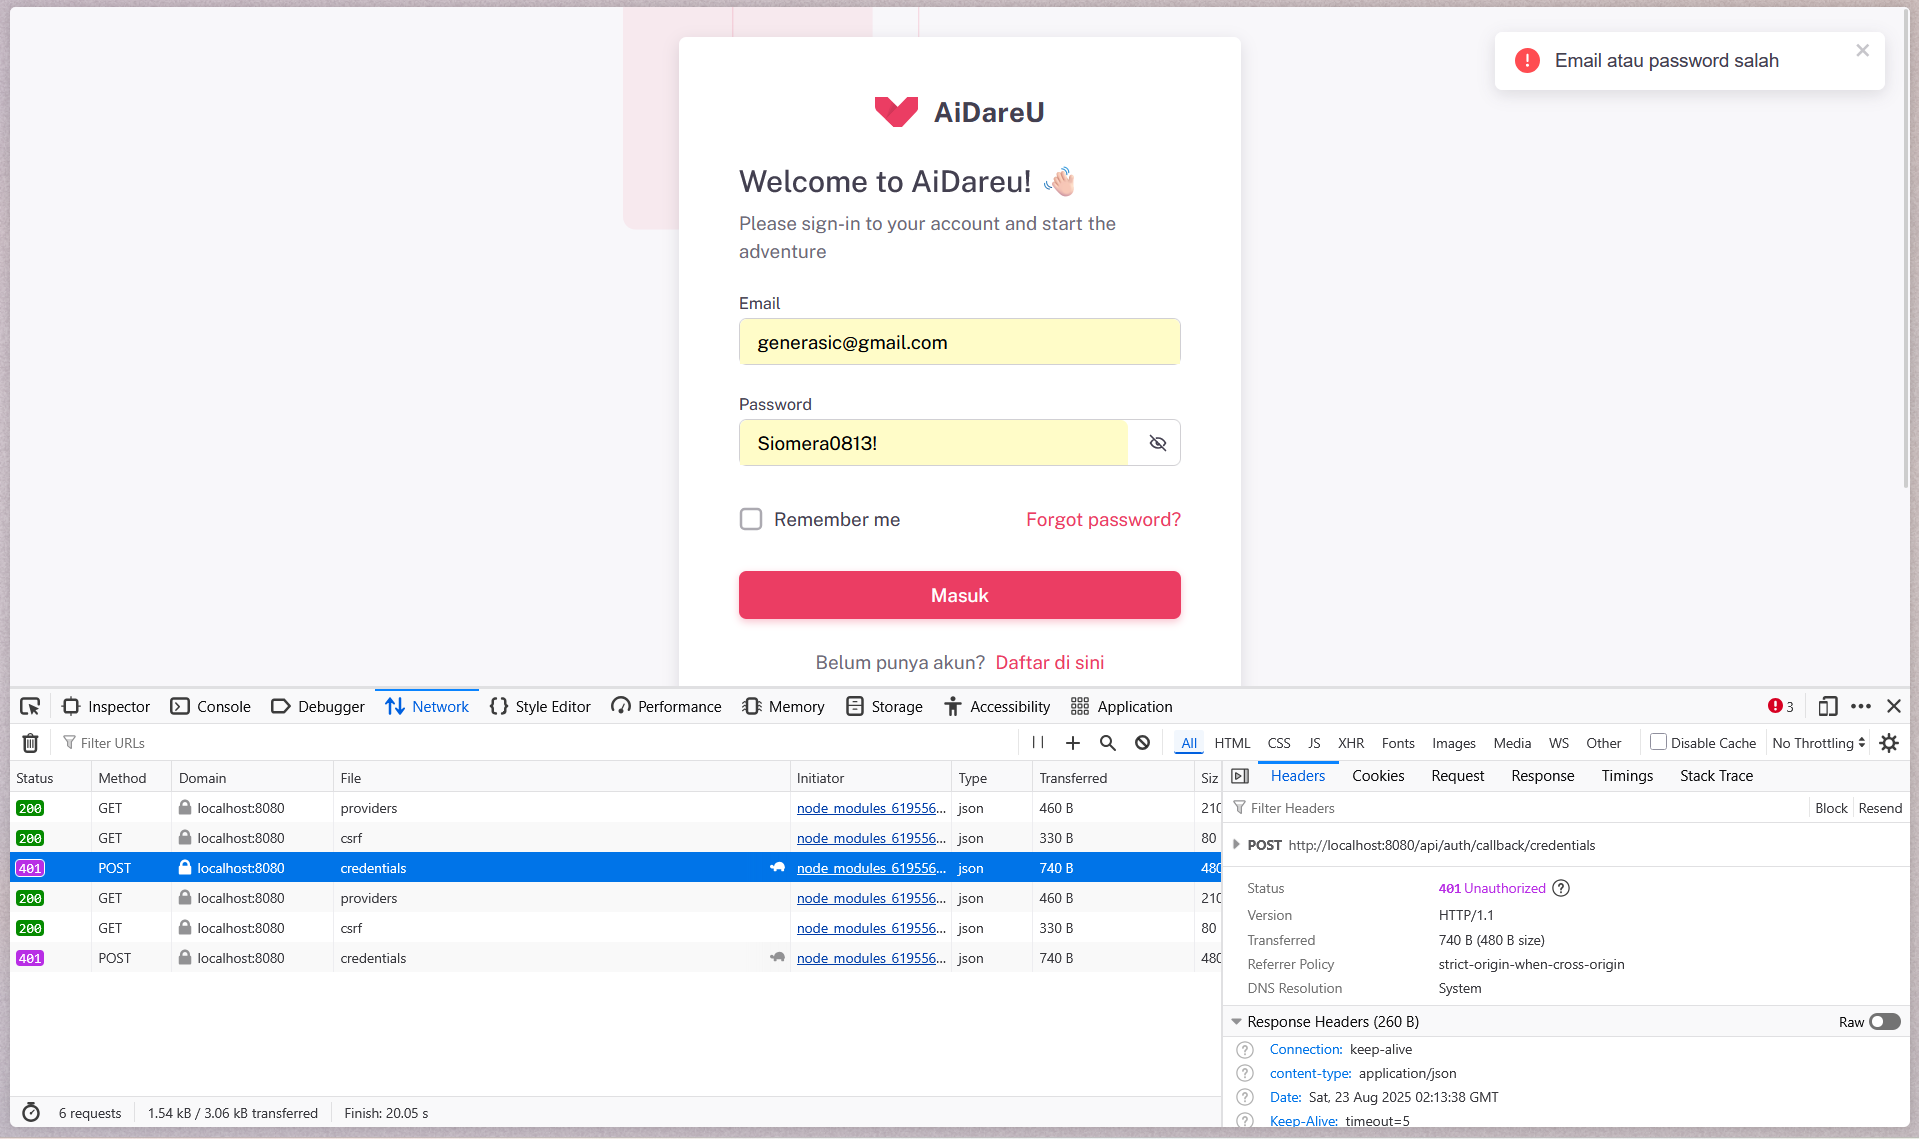 Email atau password salah
AiDareU
Welcome to AiDareu! 👋
Please sign-in to your account and start the
adventure
Email
generasic@gmail.com
Password
Siomera0813!
Remember me Forgot password?
Masuk
Belum punya akun? Daftar di sini
Inspector Console Debugger Network Style Editor Performance Memory Storage Accessibility Application 3
Filter URLs All HTML CSS JS XHR Fonts Images Media WS Other Disable Cache No Throttling
Status Method Domain File Initiator Type Transferred Siz
200 GET localhost:8080 providers node_modules_619556... json 460 B 210
200 GET localhost:8080 csrf node_modules_619556... json 330 B 80
401 POST localhost:8080 credentials node_modules_619556... json 740 B 480
200 GET localhost:8080 providers node_modules_619556... json 460 B 210
200 GET localhost:8080 csrf node_modules_619556... json 330 B 80
401 POST localhost:8080 credentials node_modules_619556... json 740 B 480
6 requests 1.54 kB / 3.06 kB transferred Finish: 20.05 s
Headers Cookies Request Response Timings Stack Trace
Filter Headers Block Resend
POST http://localhost:8080/api/auth/callback/credentials
Status 401 Unauthorized
Version HTTP/1.1
Transferred 740 B (480 B size)
Referrer Policy strict-origin-when-cross-origin
DNS Resolution System
Response Headers (260 B) Raw
Connection: keep-alive
content-type: application/json
Date: Sat, 23 Aug 2025 02:13:38 GMT
Keep-Alive: timeout=5